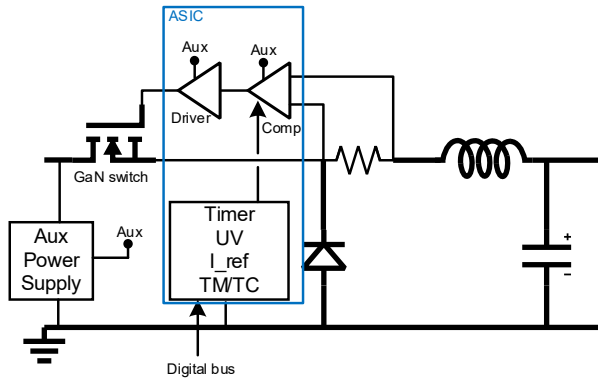 ASIC
Aux
Aux
Driver
Comp
GaN switch
Timer
UV
I_ref
TM/TC
Aux
Power
Supply
Aux
+
−
Digital bus